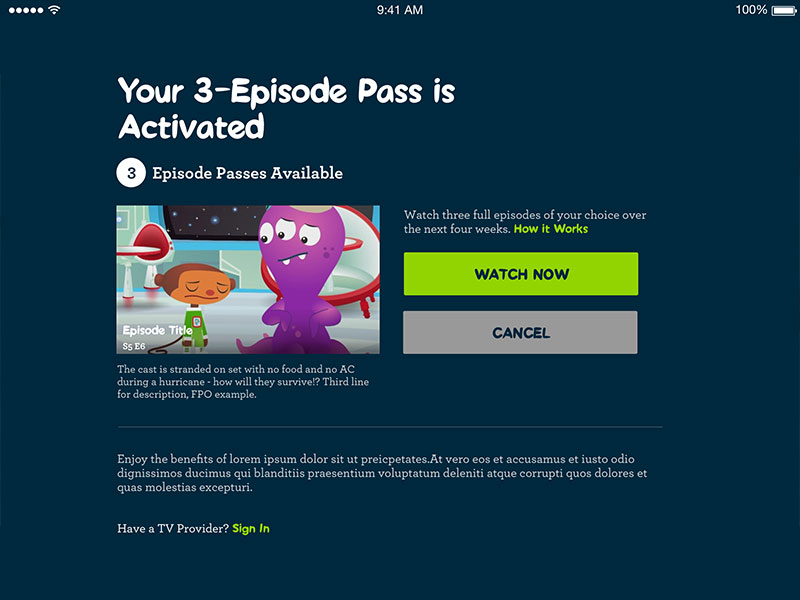 9:41 AM
100%
Your 3-Episode Pass is
Activated
3 Episode Passes Available
Episode Title
S5 E6
The cast is stranded on set with no food and no AC
during a hurricane - how will they survive!? Third line
for description, FPO example.
Watch three full episodes of your choice over
the next four weeks. How it Works
WATCH NOW
CANCEL
Enjoy the benefits of lorem ipsum dolor sit ut preicpetates.At vero eos et accusamus et iusto odio
dignissimos ducimus qui blanditiis praesentium voluptatum deleniti atque corrupti quos dolores et
quas molestias excepturi.
Have a TV Provider? Sign In